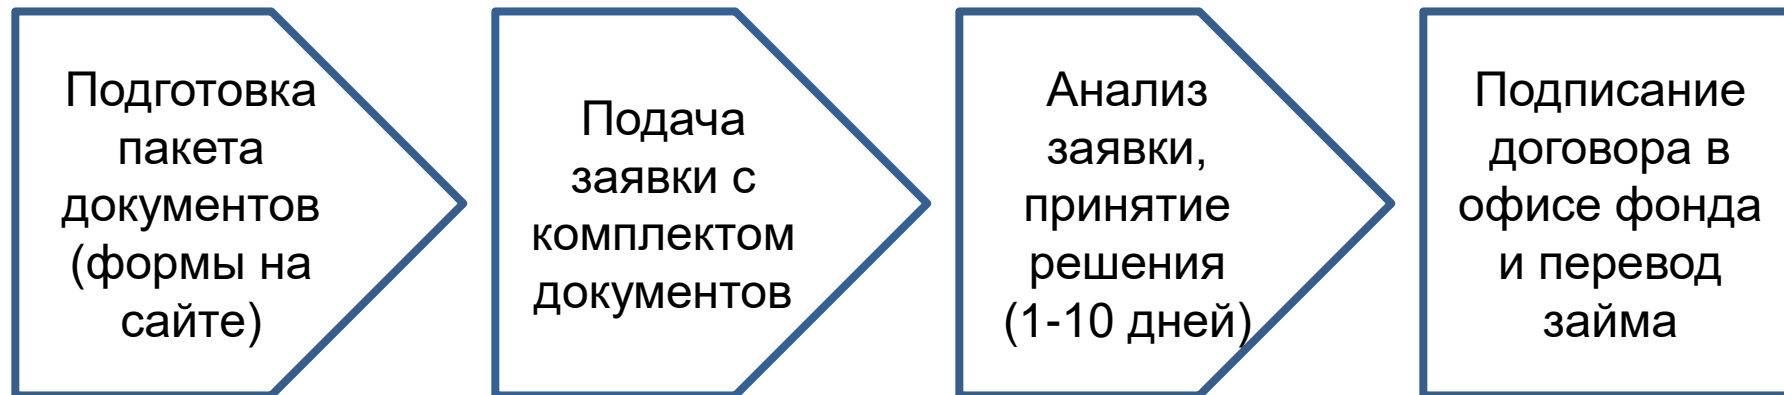 Подготовка
пакета
документов
(формы на
сайте)
Подача
заявки с
комплектом
документов
Анализ
заявки,
принятие
решения
(1-10 дней)
Подписание
договора в
офисе фонда
и перевод
займа